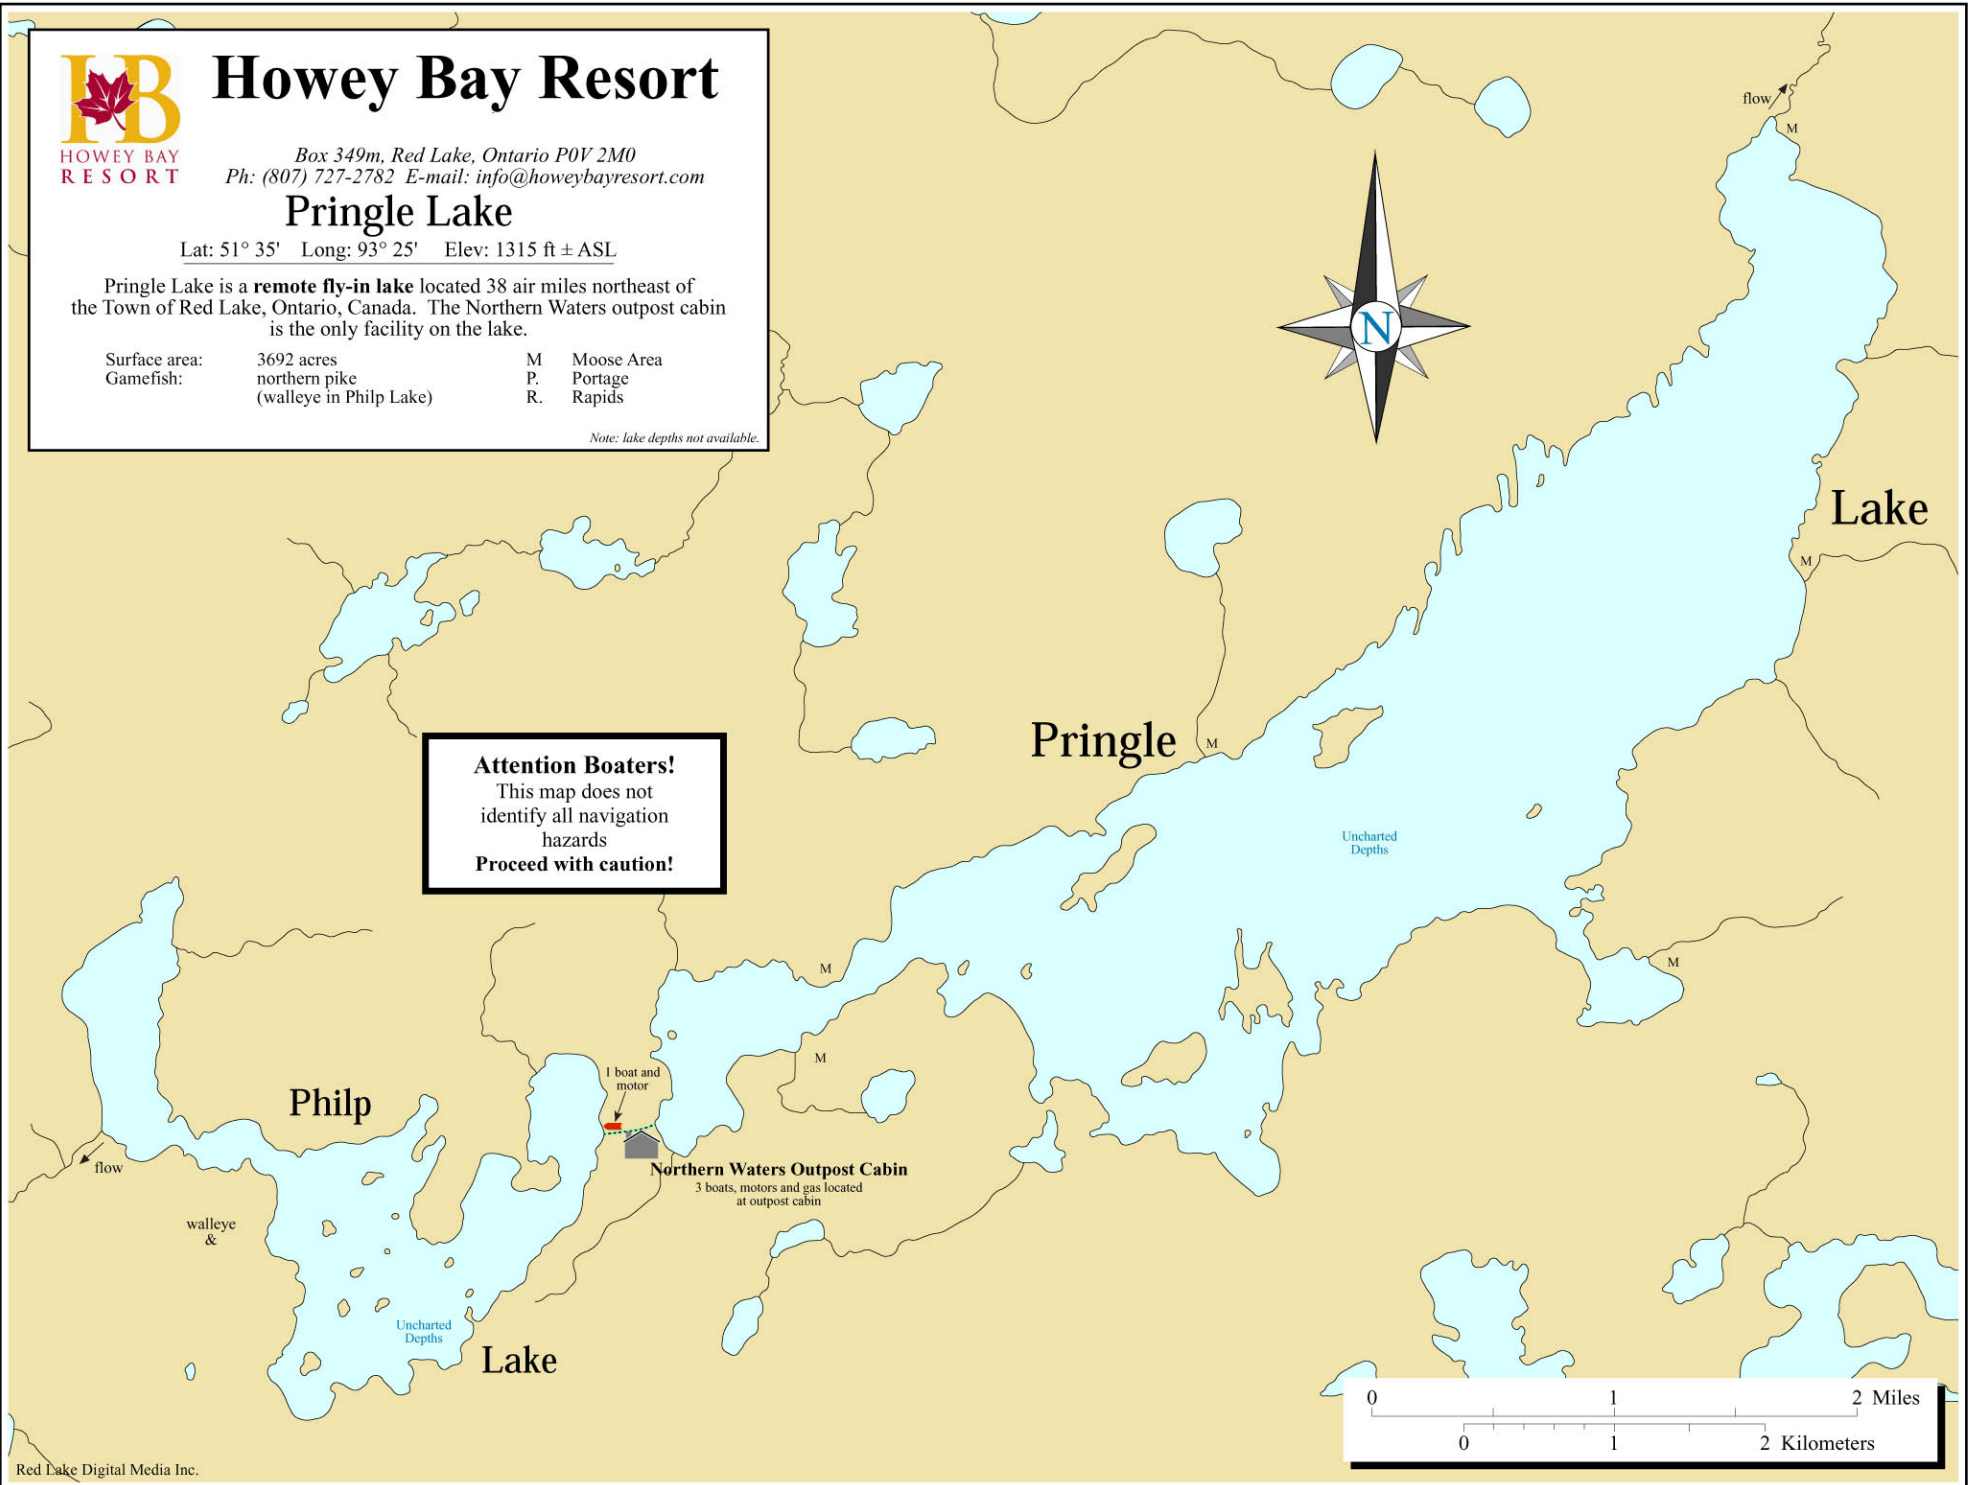 HB
HOWEY BAY
RESORT
Howey Bay Resort
Box 349m, Red Lake, Ontario P0V 2M0
Ph: (807) 727-2782 E-mail: info@howeybayresort.com
Pringle Lake
Lat: 51° 35' Long: 93° 25' Elev: 1315 ft ± ASL
Pringle Lake is a remote fly-in lake located 38 air miles northeast of
the Town of Red Lake, Ontario, Canada. The Northern Waters outpost cabin
is the only facility on the lake.
Surface area: 3692 acres M Moose Area
Gamefish: northern pike P. Portage
(walleye in Philp Lake) R. Rapids
Note: lake depths not available.
flow
M
N
Lake
M
Pringle
M
Attention Boaters!
This map does not
identify all navigation
hazards
Proceed with caution!
Uncharted
Depths
M
M
M
1 boat and
motor
Philp
flow
Northern Waters Outpost Cabin
3 boats, motors and gas located
at outpost cabin
walleye
&
Uncharted
Depths
Lake
0 1 2 Miles
0 1 2 Kilometers
Red Lake Digital Media Inc.